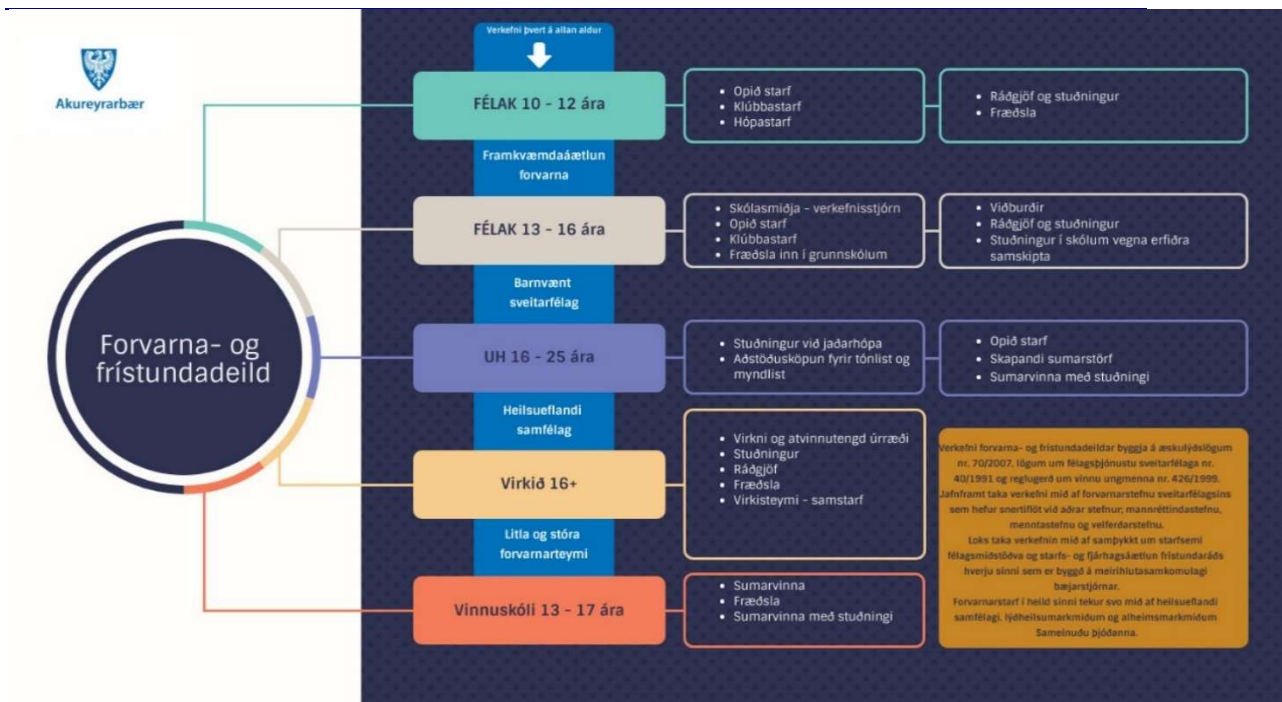 Akureyrarbær
Verkefni þvert á allan aldur
FÉLAK 10 - 12 ára
• Opið starf
• Klúbbastarf
• Hópastarf
• Ráðgjöf og stuðningur
• Fræðsla
Framkvæmdaáætlun
forvarna
FÉLAK 13 - 16 ára
• Skólasmiðja - verkefnisstjórn
• Opið starf
• Klúbbastarf
• Fræðsla inn í grunnskólum
• Viðburðir
• Ráðgjöf og stuðningur
• Stuðningur í skólum vegna erfiðra
samskipta
Barnvænt
sveitarfélag
Forvarna- og
frístundadeild
UH 16 - 25 ára
• Stuðningur við jaðarhópa
• Aðstöðusköpun fyrir tónlist og
myndlist
• Opið starf
• Skapandi sumarstörf
• Sumarvinna með stuðningi
Heilsueflandi
samfélag
Virkið 16+
• Virkni og atvinnutengd úrræði
• Stuðningur
• Ráðgjöf
• Fræðsla
• Virkisteymi - samstarf
Verkefni forvarna- og frístundadeildar byggja á æskulýðslögum
nr. 70/2007, lögum um félagsþjónustu sveitarfélaga nr.
40/1991 og reglugerð um vinnu ungmenna nr. 426/1999.
Jafnframt taka verkefni mið af forvarnarstefnu sveitarfélagsins
sem hefur snertiflöt við aðrar stefnur; mannréttindastefnu,
menntastefnu og velferðarstefnu.
Loks taka verkefnin mið af samþykkt um starfsemi
félagsmiðstöðva og starfs- og fjárhagsáætlun frístundaráðs
hverju sinni sem er byggð á meirihlutasamkomulagi
bæjarstjórnar.
Forvarnarstarf í heild sinni tekur svo mið af heilsueflandi
samfélagi, lýðheilsumarkmiðum og alheimsmarkmiðum
Sameinuðu þjóðanna.
Litla og stóra
forvarnarteymi
Vinnuskóli 13 - 17 ára
• Sumarvinna
• Fræðsla
• Sumarvinna með stuðningi